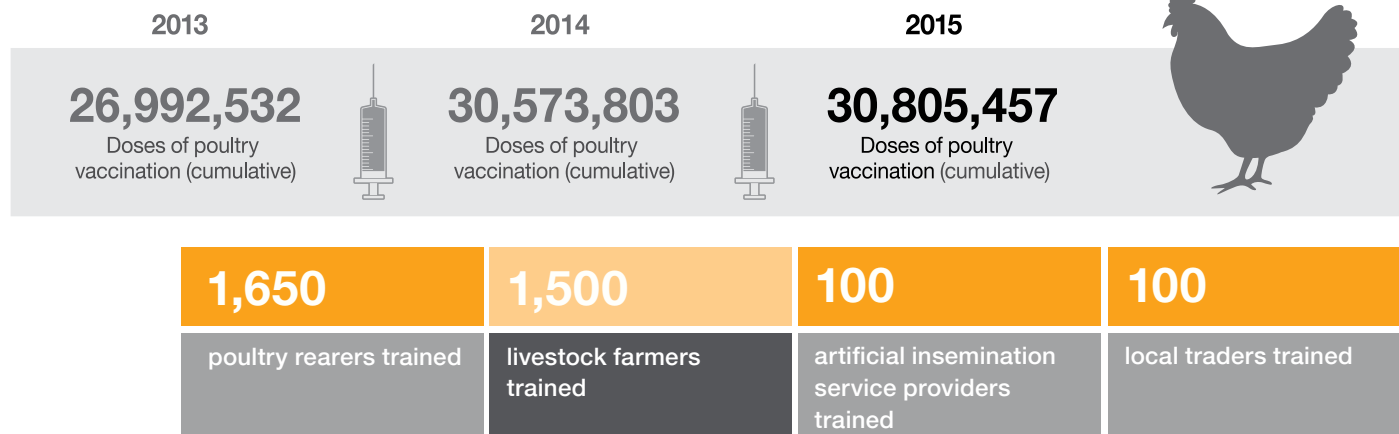 2013 2014 2015
26,992,532 30,573,803 30,805,457
Doses of poultry Doses of poultry Doses of poultry
vaccination (cumulative) vaccination (cumulative) vaccination (cumulative)
1,650 1,500 100 100
poultry rearers trained livestock farmers artificial insemination local traders trained
trained service providers
trained